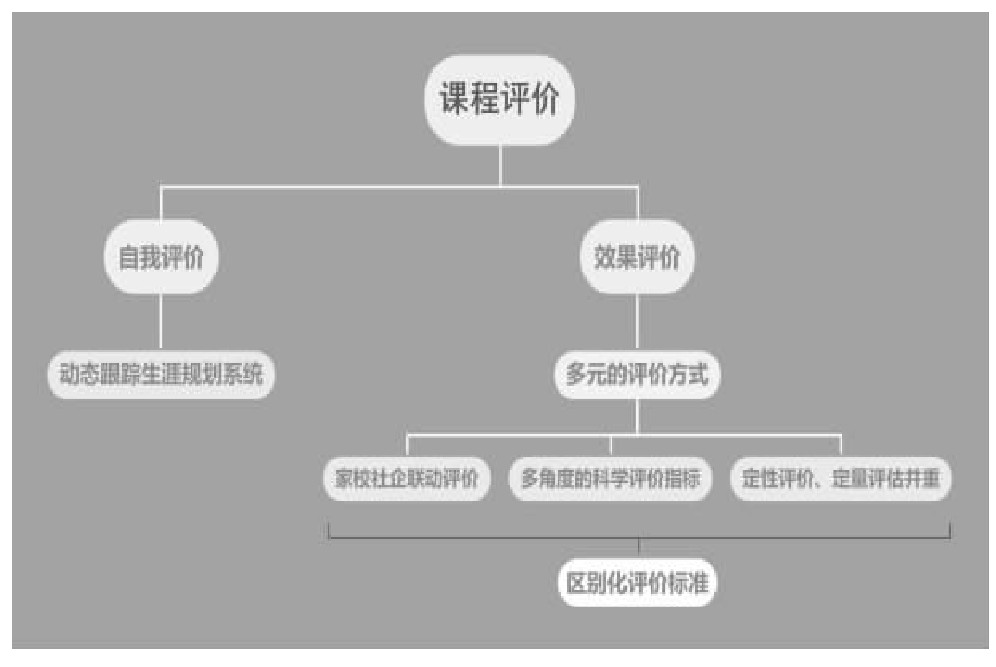 课程评价
自我评价
效果评价
动态跟踪生涯规划系统
多元的评价方式
家校社企联动评价
多角度的科学评价指标
定性评价、定量评估并重
区别化评价标准